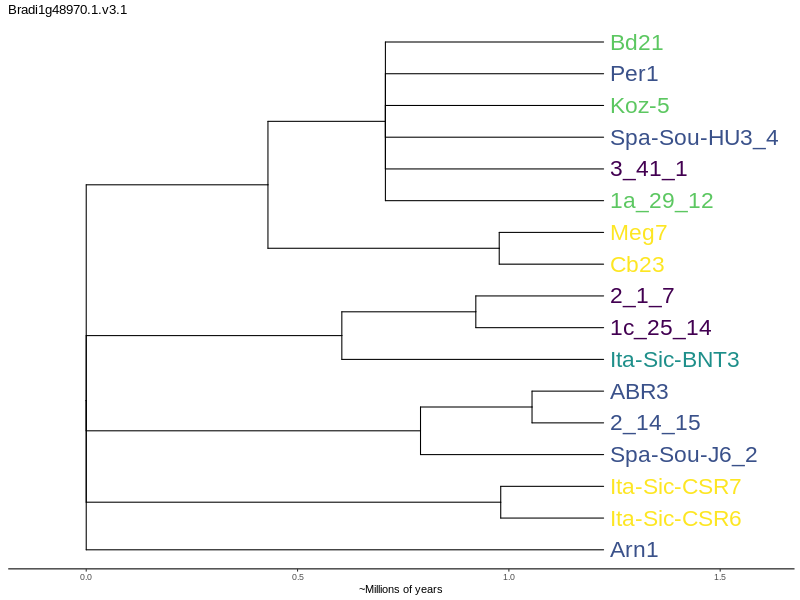 Bradi1g48970.1.v3.1
Bd21
Per1
Koz-5
Spa-Sou-HU3_4
3_41_1
1a_29_12
Meg7
Cb23
2_1_7
1c_25_14
Ita-Sic-BNT3
ABR3
2_14_15
Spa-Sou-J6_2
Ita-Sic-CSR7
Ita-Sic-CSR6
Arn1
0.0 0.5 1.0 1.5
~Millions of years